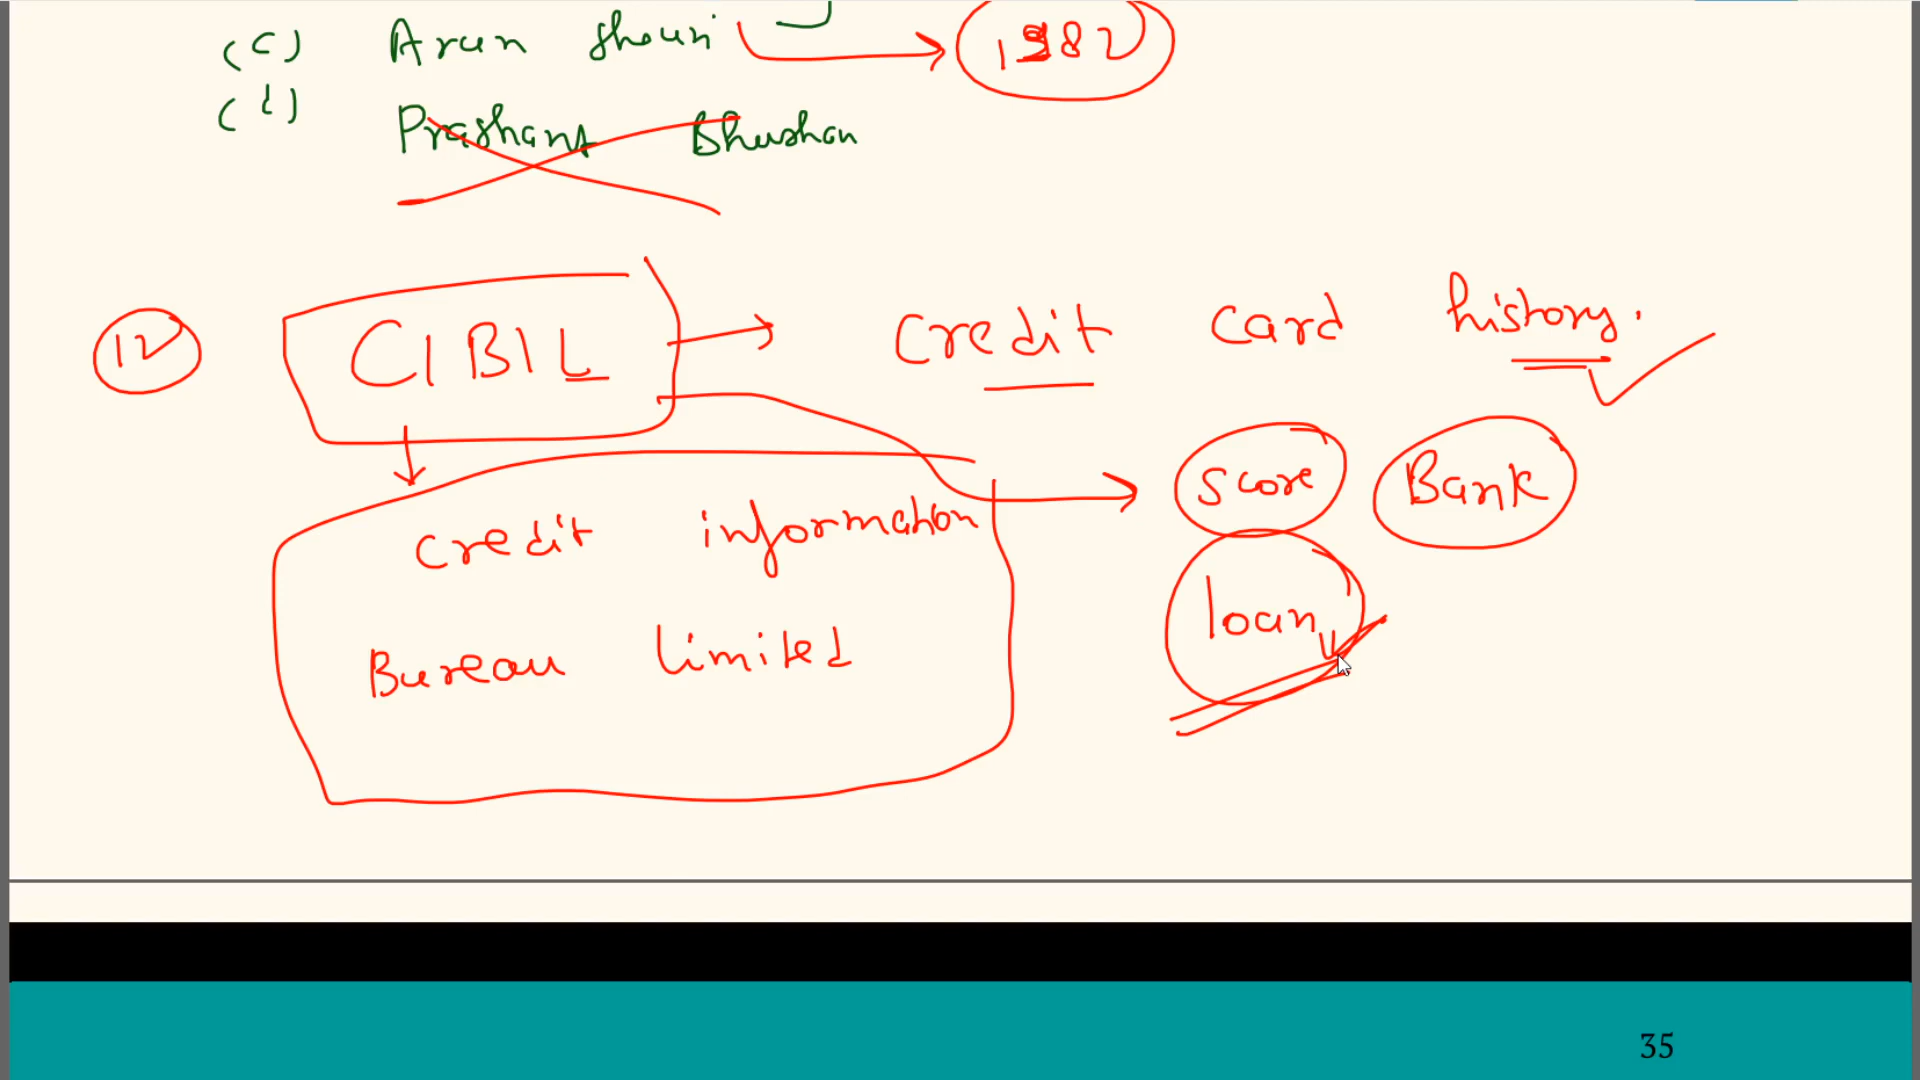 (c) Arun Shouri 1982
(d) Prashant Bhushan
12 CIBIL credit card history.
score Bank
credit information
loan
Bureau limited
35